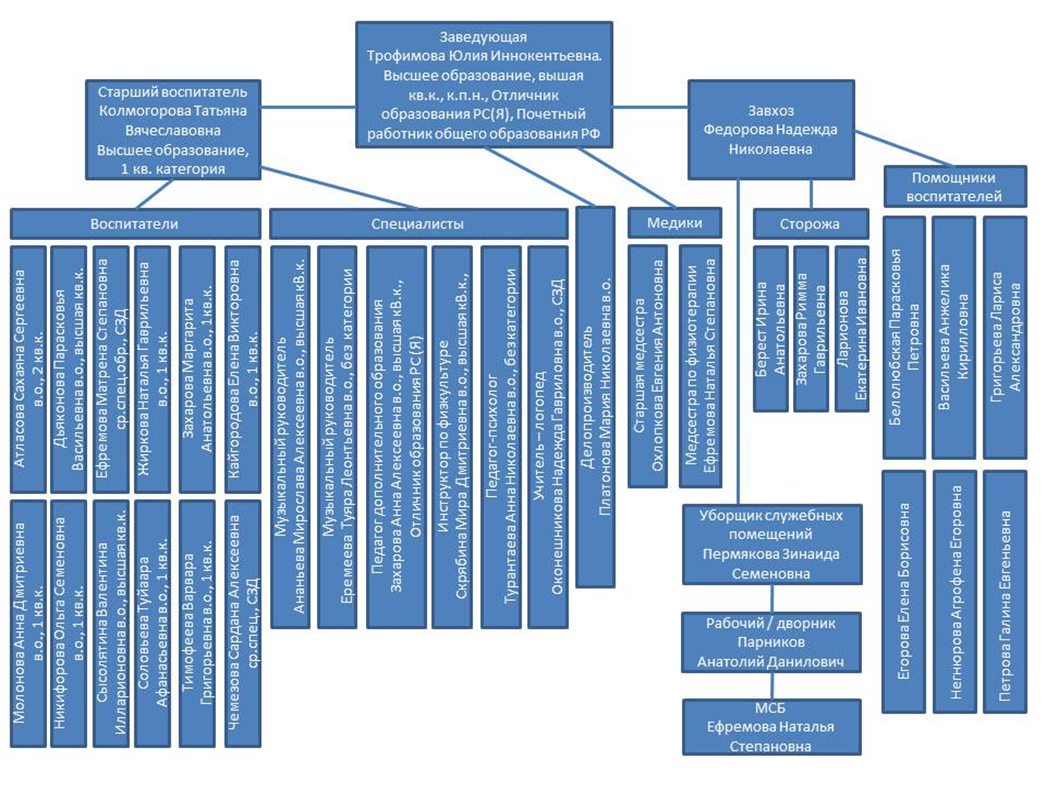 Заведующая
Трофимова Юлия Иннокентьевна.
Высшее образование, вышая
кв.к., к.п.н., Отличник
образования РС(Я), Почетный
работник общего образования РФ
Старший воспитатель
Колмогорова Татьяна
Вячеславовна
Высшее образование,
1 кв. категория
Завхоз
Федорова Надежда
Николаевна
Помощники
воспитателей
Воспитатели
Специалисты
Медики
Сторожа
Атласова Сахаяна Сергеевна
в.о., 2 кв.к.
Дьяконова Парасковья
Васильевна в.о., высшая кв.к.
Ефремова Матрена Степановна
ср.спец.обр., СЗД
Жиркова Наталья Гаврильевна
в.о., 1 кв.к.
Захарова Маргарита
Анатольевна в.о., 1кв.к.
Кайгородова Елена Викторовна
в.о., 1 кв.к.
Молонова Анна Дмитриевна
в.о., 1 кв.к.
Никифорова Ольга Семеновна
в.о., 1 кв.к.
Сысолятина Валентина
Илларионовна в.о., высшая кв.к.
Соловьева Туйаара
Афанасьевна в.о., 1 кв.к.
Тимофеева Варвара
Григорьевна в.о., 1 кв.к.
Чемезова Сардана Алексеевна
ср.спец., СЗД
Музыкальный руководитель
Ананьева Мирослава Алексеевна в.о., высшая кВ.к.
Музыкальный руководитель
Еремеева Туяра Леонтьевна в.о., без категории
Педагог дополнительного образования
Захарова Анна Алексеевна в.о., высшая кВ.к.,
Отличник образования РС(Я)
Инструктор по физкультуре
Скрябина Мира Дмитриевна в.о., высшая кВ.к.,
Педагог-психолог
Турантаева Анна Николаевна в.о., без категории
Учитель – логопед
Оконешникова Надежда Гавриловна в.о., СЗД
Делопроизводитель
Платонова Мария Николаевна в.о.
Старшая медсестра
Охлопкова Евгения Антоновна
Медсестра по физиотерапии
Ефремова Наталья Степановна
Берест Ирина
Анатольевна
Захарова Римма
Гаврильевна
Ларионова
Екатерина Ивановна
Белолюбская Парасковья
Петровна
Васильева Анжелика
Кирилловна
Григорьева Лариса
Александровна
Егорова Елена Борисовна
Негнюрова Агрофена Егоровна
Петрова Галина Евгеньевна
Уборщик служебных
помещений
Пермякова Зинаида
Семеновна
Рабочий / дворник
Парников
Анатолий Данилович
МСБ
Ефремова Наталья
Степановна